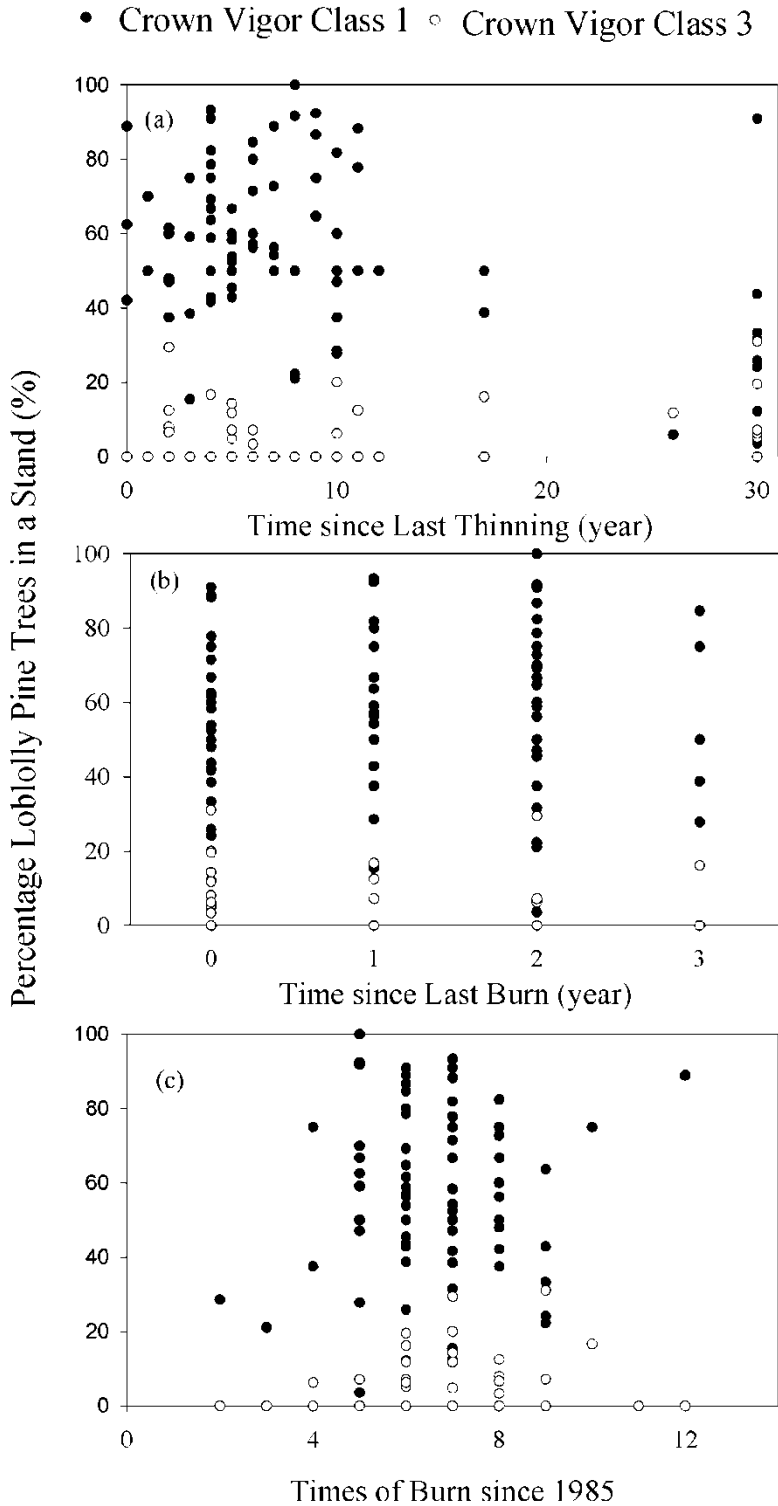 • Crown Vigor Class 1 ○ Crown Vigor Class 3
Percentage Loblolly Pine Trees in a Stand (%)
(a)
100
80
60
40
20
0
0 10 20 30
Time since Last Thinning (year)
(b)
100
80
60
40
20
0
0 1 2 3
Time since Last Burn (year)
(c)
100
80
60
40
20
0
0 4 8 12
Times of Burn since 1985